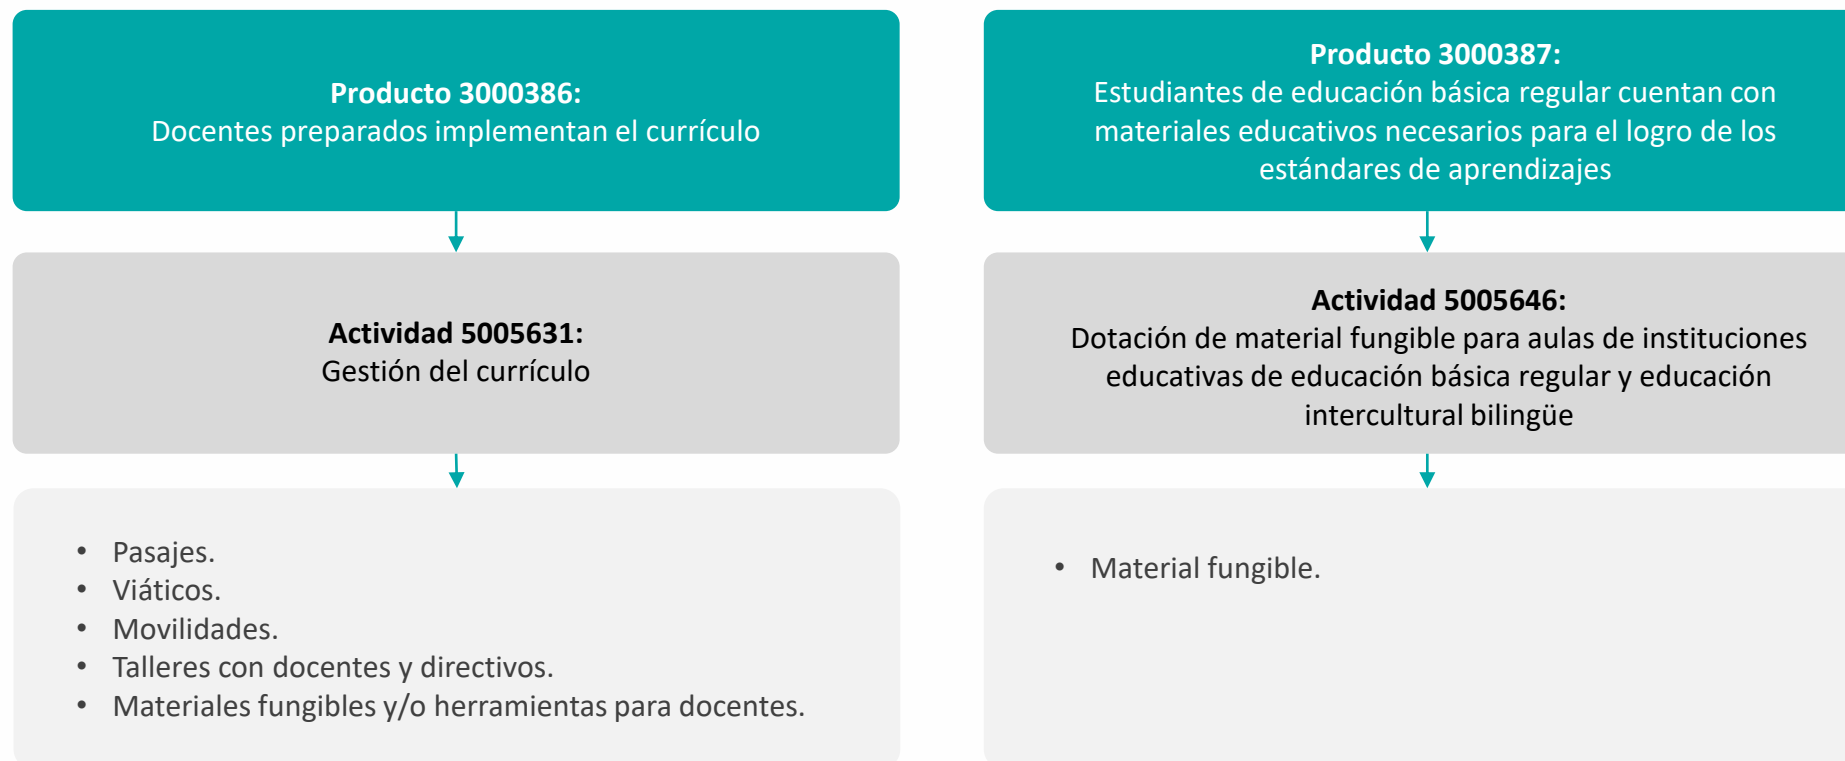 Producto 3000386:
Docentes preparados implementan el currículo
Actividad 5005631:
Gestión del currículo
• Pasajes.
• Viáticos.
• Movilidades.
• Talleres con docentes y directivos.
• Materiales fungibles y/o herramientas para docentes.
Producto 3000387:
Estudiantes de educación básica regular cuentan con
materiales educativos necesarios para el logro de los
estándares de aprendizajes
Actividad 5005646:
Dotación de material fungible para aulas de instituciones
educativas de educación básica regular y educación
intercultural bilingüe
• Material fungible.